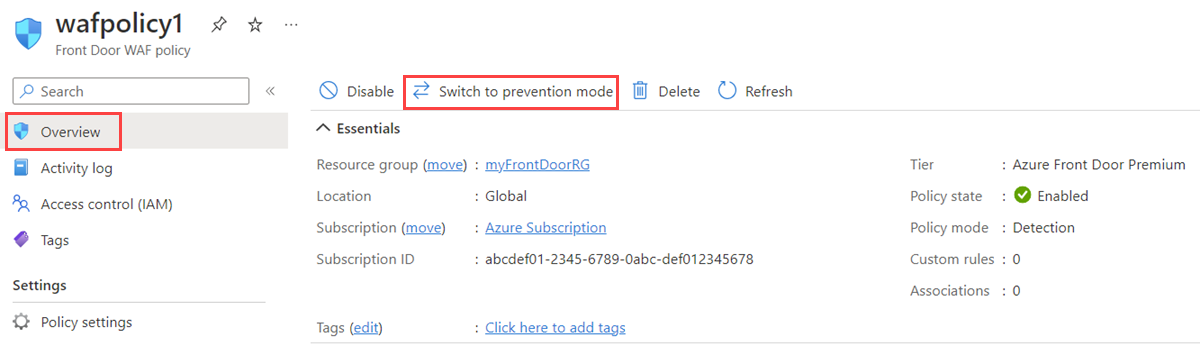 wafpolicy1
Front Door WAF policy
Search
Overview
Activity log
Access control (IAM)
Tags
Settings
Policy settings
Disable Switch to prevention mode Delete Refresh
Essentials
Resource group (move) : myFrontDoorRG
Location : Global
Subscription (move) : Azure Subscription
Subscription ID : abcdef01-2345-6789-0abc-def012345678
Tags (edit) : Click here to add tags
Tier : Azure Front Door Premium
Policy state : Enabled
Policy mode : Detection
Custom rules : 0
Associations : 0